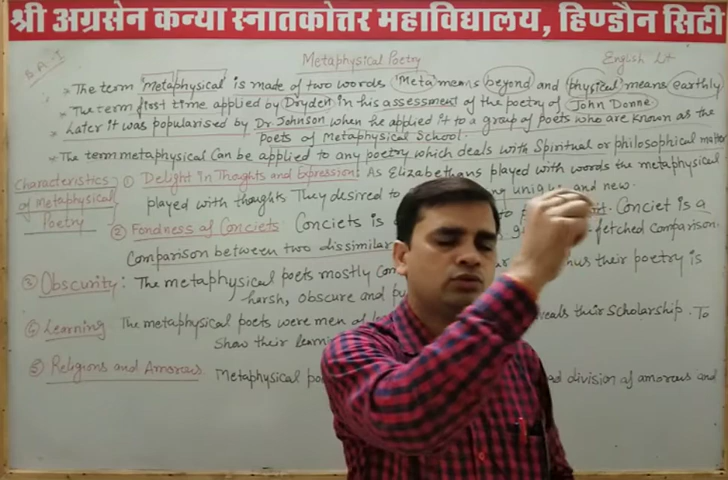 श्री अग्रसेन कन्या स्नातकोत्तर महाविद्यालय, हिण्डौन सिटी
B.A-I
Metaphysical Poetry
English Lt
* The term 'Metaphysical' is made of two words 'Meta' means beyond and 'physical' means earthly
* The term first time applied by Dryden in his assessment of the poetry of John Donne
* Later it was popularised by Dr. Johnson when he applied it to a group of poets who are known as the
poets of Metaphysical School.
* The term metaphysical can be applied to any poetry which deals with spiritual or philosophical matter
Characteristics of Metaphysical Poetry
① Delight in Thoughts and Expression: As Elizabethans played with words the metaphysical
played with thoughts They desired to unique and new.
② Fondness of Conciets Conciets is Conciet is a
Comparison between two dissimilar fetched comparison.
③ Obscurity: The metaphysical poets mostly thus their poetry is
harsh, obscure and
④ Learning The metaphysical poets were men of reveals their scholarship. To
show their
⑤ Religions and Amorous Metaphysical division of amorous and